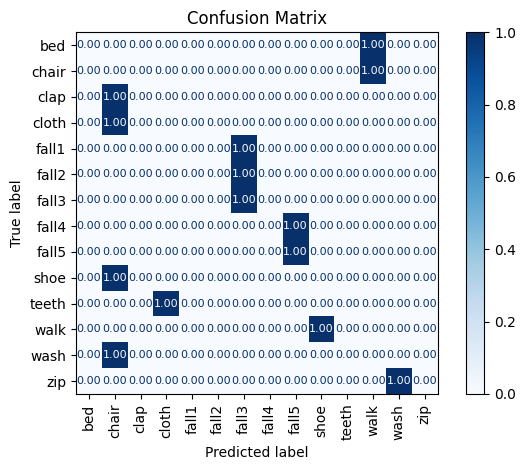 Confusion Matrix
True label
bed 0.00 0.00 0.00 0.00 0.00 0.00 0.00 0.00 0.00 0.00 0.00 1.00 0.00 0.00
chair 0.00 0.00 0.00 0.00 0.00 0.00 0.00 0.00 0.00 0.00 0.00 1.00 0.00 0.00
clap 0.00 1.00 0.00 0.00 0.00 0.00 0.00 0.00 0.00 0.00 0.00 0.00 0.00 0.00
cloth 0.00 1.00 0.00 0.00 0.00 0.00 0.00 0.00 0.00 0.00 0.00 0.00 0.00 0.00
fall1 0.00 0.00 0.00 0.00 0.00 0.00 1.00 0.00 0.00 0.00 0.00 0.00 0.00 0.00
fall2 0.00 0.00 0.00 0.00 0.00 0.00 1.00 0.00 0.00 0.00 0.00 0.00 0.00 0.00
fall3 0.00 0.00 0.00 0.00 0.00 0.00 1.00 0.00 0.00 0.00 0.00 0.00 0.00 0.00
fall4 0.00 0.00 0.00 0.00 0.00 0.00 0.00 0.00 1.00 0.00 0.00 0.00 0.00 0.00
fall5 0.00 0.00 0.00 0.00 0.00 0.00 0.00 0.00 1.00 0.00 0.00 0.00 0.00 0.00
shoe 0.00 1.00 0.00 0.00 0.00 0.00 0.00 0.00 0.00 0.00 0.00 0.00 0.00 0.00
teeth 0.00 0.00 0.00 1.00 0.00 0.00 0.00 0.00 0.00 0.00 0.00 0.00 0.00 0.00
walk 0.00 0.00 0.00 0.00 0.00 0.00 0.00 0.00 0.00 1.00 0.00 0.00 0.00 0.00
wash 0.00 1.00 0.00 0.00 0.00 0.00 0.00 0.00 0.00 0.00 0.00 0.00 0.00 0.00
zip 0.00 0.00 0.00 0.00 0.00 0.00 0.00 0.00 0.00 0.00 0.00 0.00 1.00 0.00
bed chair clap cloth fall1 fall2 fall3 fall4 fall5 shoe teeth walk wash zip
Predicted label
1.0
0.8
0.6
0.4
0.2
0.0